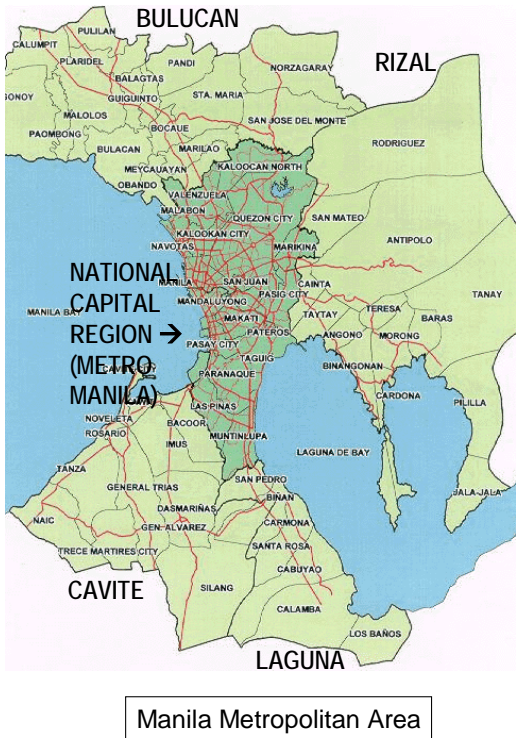 BULUCAN
PULILAN
CALUMPIT
PLARIDEL
PANDI
NORZAGARAY
RIZAL
BALAGTAS
GUIGUINTO
STA. MARIA
GONOY
MALOLOS
SAN JOSE DEL MONTE
BOCAUE
PAOMBONG
RODRIGUEZ
BULACAN
MARILAO
MEYCAUAYAN
KALOOCAN NORTH
OBANDO
VALENZUELA
MALABON
QUEZON CITY
SAN MATEO
KALOOKAN CITY
ANTIPOLO
NAVOTAS
MARIKINA
NATIONAL
CAPITAL
REGION →
(METRO
MANILA)
MANILA
SAN JUAN
CAINTA
PASIG CITY
TANAY
MANDALUYONG
TERESA
MANILA BAY
MAKATI
TAYTAY
BARAS
PATEROS
ANGONO
MORONG
PASAY CITY
TAGUIG
BINANGONAN
CAVITE CITY
PARANAQUE
CARDONA
PILILLA
LAS PINAS
NOVELETA
BACOOR
ROSARIO
IMUS
MUNTINLUPA
LAGUNA DE BAY
TANZA
SAN PEDRO
JALA-JALA
GENERAL TRIAS
BIÑAN
DASMARIÑAS
NAIC
GEN. ALVAREZ
CARMONA
TRECE MARTIRES CITY
SANTA ROSA
CABUYAO
CAVITE
SILANG
CALAMBA
LOS BAÑOS
LAGUNA
Manila Metropolitan Area